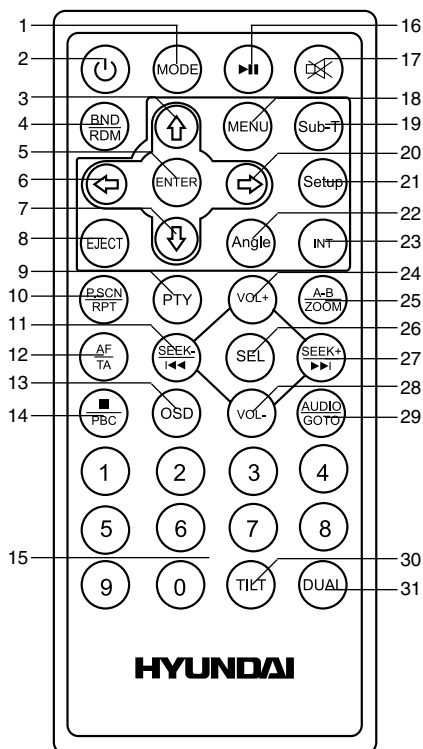 1
16
2
MODE
17
3
18
4
BND
RDM
MENU
Sub-T
19
5
20
6
ENTER
Setup
21
7
22
8
EJECT
Angle
INT
23
9
24
10
P.SCN
RPT
PTY
VOL+
A-B
ZOOM
25
11
26
12
AF
TA
SEEK-
SEL
SEEK+
27
13
28
14
PBC
OSD
VOL-
AUDIO
GOTO
29
1 2 3 4
5 6 7 8
15
30
9 0 TILT DUAL
31
HYUNDAI